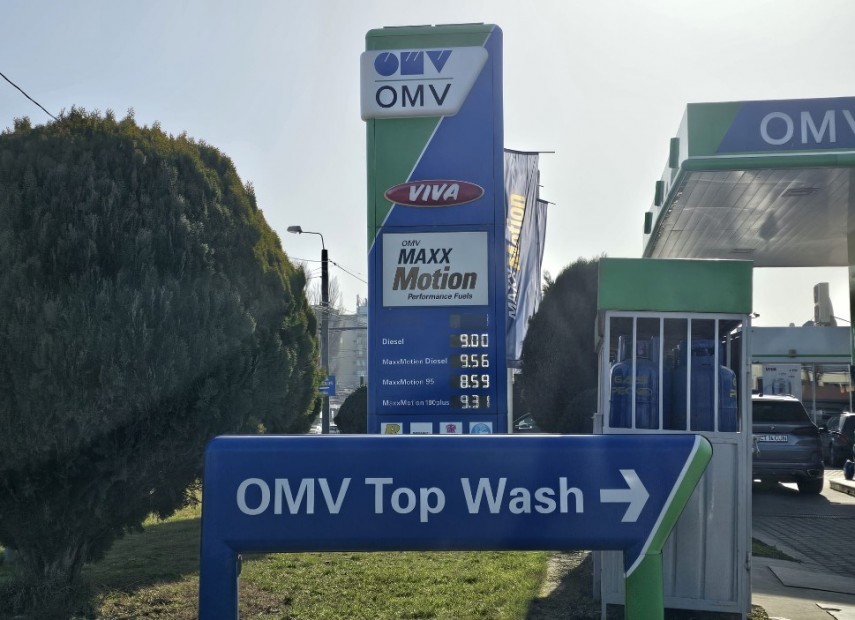 OMV
OMV
VIVA
OMV
MAXX
Motion
Performance Fuels
Diesel 9.00
MaxxMotion Diesel 9.56
MaxxMotion 95 8.59
MaxxMotion 100plus 9.31
MAXXMotion
OMV
OMV Top Wash